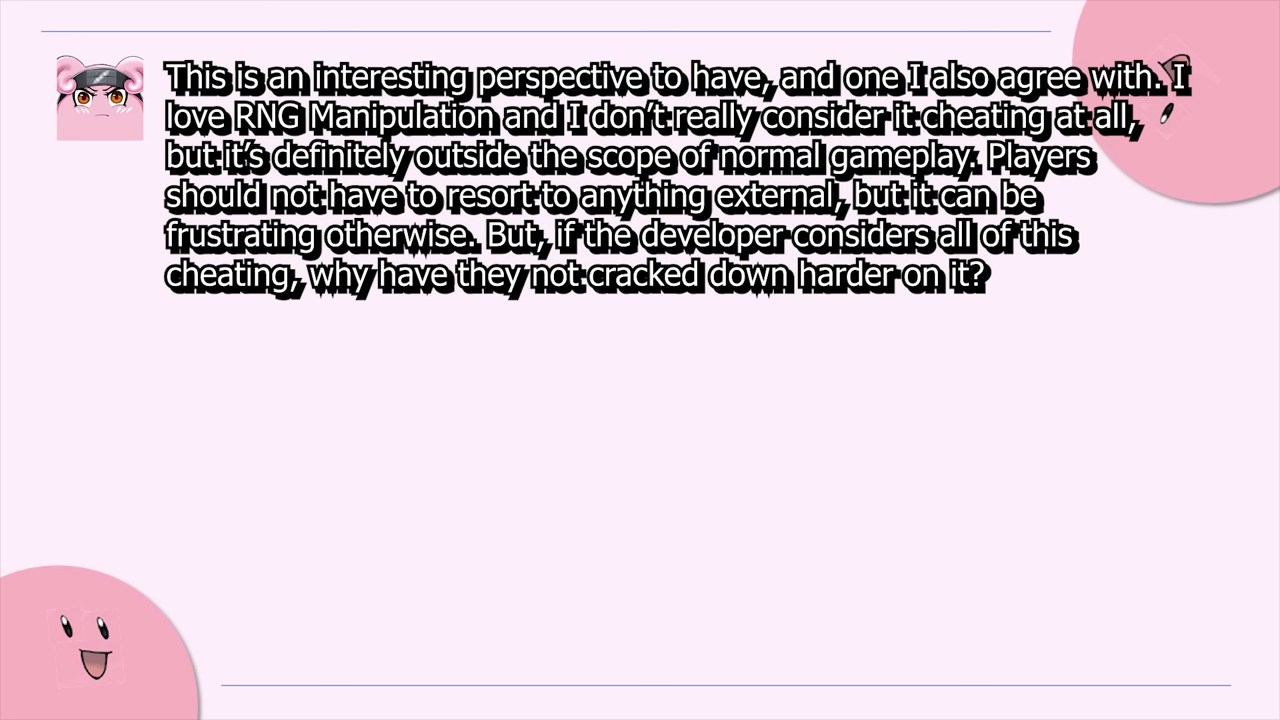 This is an interesting perspective to have, and one I also agree with. I
love RNG Manipulation and I don’t really consider it cheating at all,
but it’s definitely outside the scope of normal gameplay. Players
should not have to resort to anything external, but it can be
frustrating otherwise. But, if the developer considers all of this
cheating, why have they not cracked down harder on it?